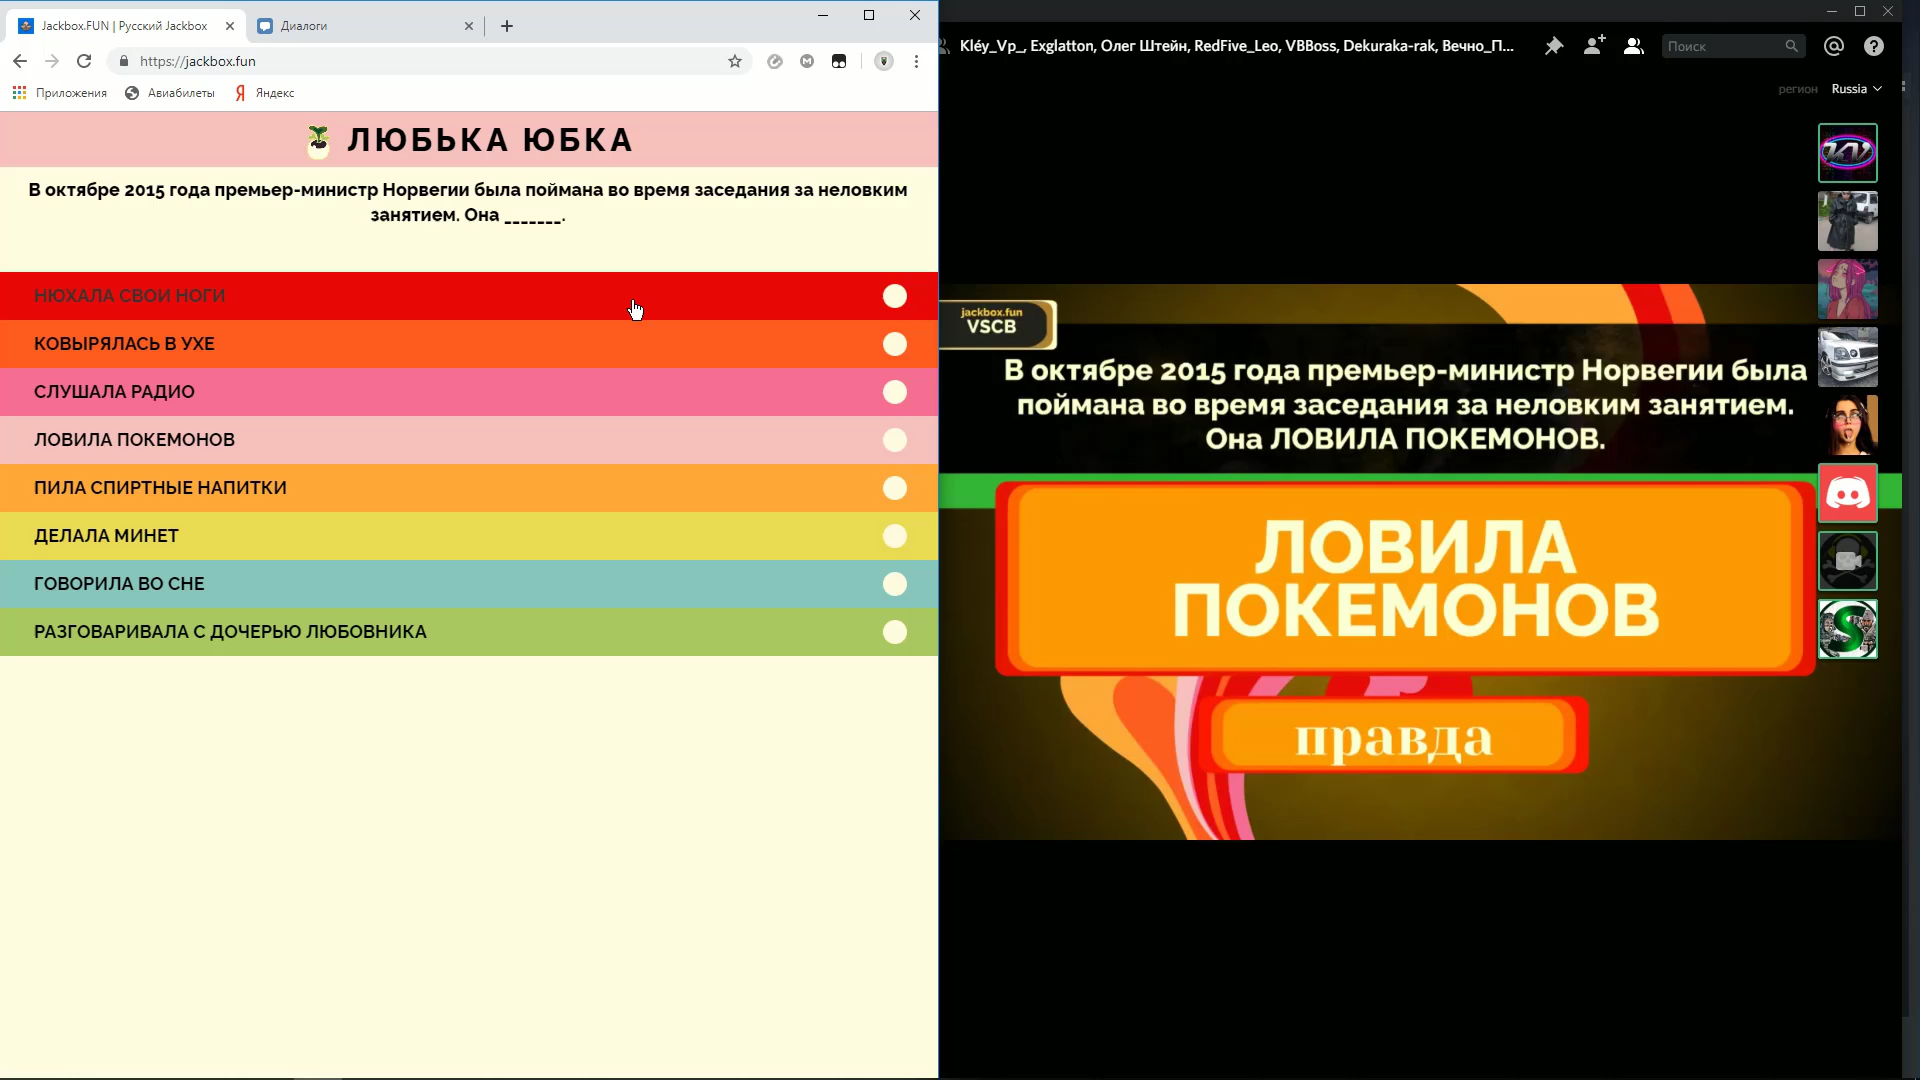 Jackbox.FUN | Русский Jackbox
Диалоги
https://jackbox.fun
Приложения
Авиабилеты
Яндекс
ЛЮБЬКА ЮБКА
В октябре 2015 года премьер-министр Норвегии была поймана во время заседания за неловким
занятием. Она _______.
НЮХАЛА СВОИ НОГИ
КОВЫРЯЛАСЬ В УХЕ
СЛУШАЛА РАДИО
ЛОВИЛА ПОКЕМОНОВ
ПИЛА СПИРТНЫЕ НАПИТКИ
ДЕЛАЛА МИНЕТ
ГОВОРИЛА ВО СНЕ
РАЗГОВАРИВАЛА С ДОЧЕРЬЮ ЛЮБОВНИКА
Kléy_Vp_, Exglatton, Олег Штейн, RedFive_Leo, VBBoss, Dekuraka-rak, Вечно_П...
Поиск
регион
Russia
jackbox.fun
VSCB
В октябре 2015 года премьер-министр Норвегии была
поймана во время заседания за неловким занятием.
Она ЛОВИЛА ПОКЕМОНОВ.
ЛОВИЛА
ПОКЕМОНОВ
правда